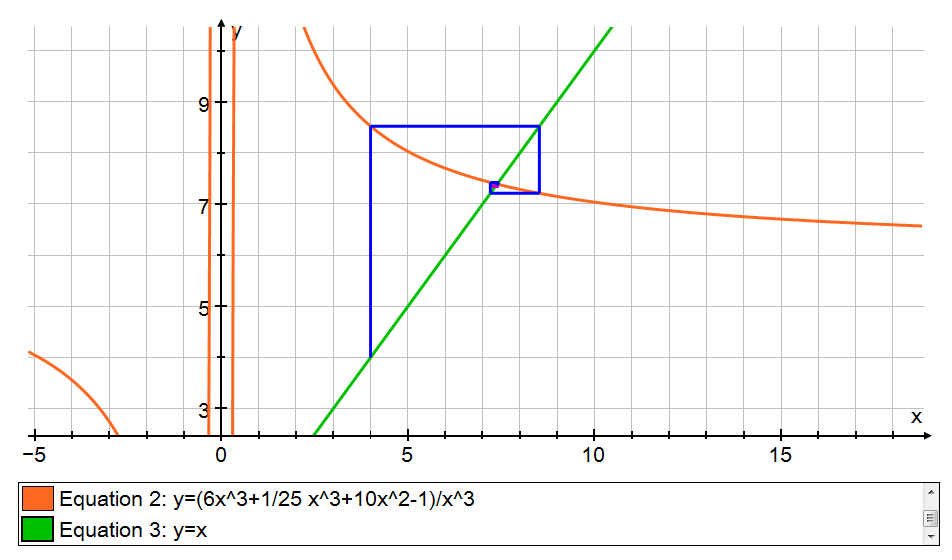 y
9
7
5
3
x
−5 0 5 10 15
Equation 2: y=(6x^3+1/25 x^3+10x^2-1)/x^3
Equation 3: y=x